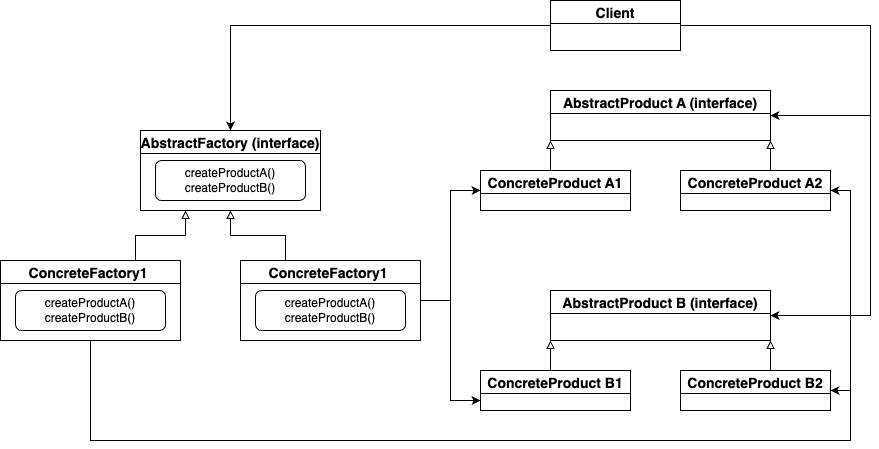 Client
AbstractProduct A (interface)
AbstractFactory (interface)
createProductA()
createProductB()
ConcreteProduct A1
ConcreteProduct A2
ConcreteFactory1
createProductA()
createProductB()
ConcreteFactory1
createProductA()
createProductB()
AbstractProduct B (interface)
ConcreteProduct B1
ConcreteProduct B2